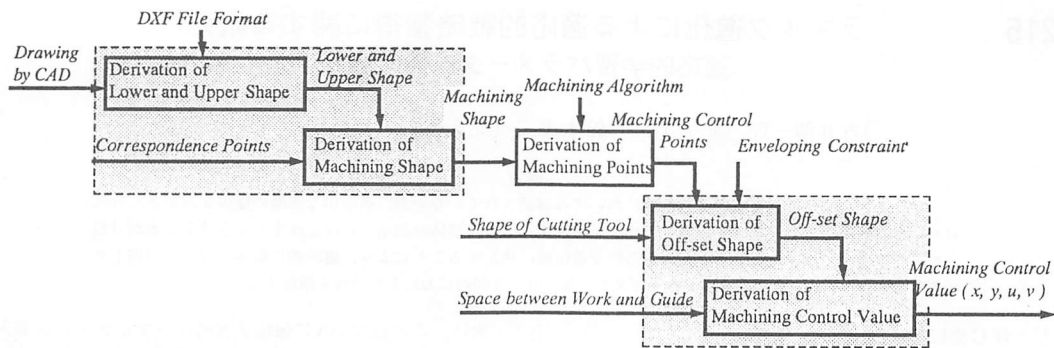 DXF File Format
Drawing
by CAD
Derivation of
Lower and Upper Shape
Lower and
Upper Shape
Correspondence Points
Derivation of
Machining Shape
Machining
Shape
Machining Algorithm
Derivation of
Machining Points
Machining Control
Points
Enveloping Constraint
Shape of Cutting Tool
Derivation of
Off-set Shape
Off-set Shape
Space between Work and Guide
Derivation of
Machining Control Value
Machining Control
Value ( x, y, u, v )